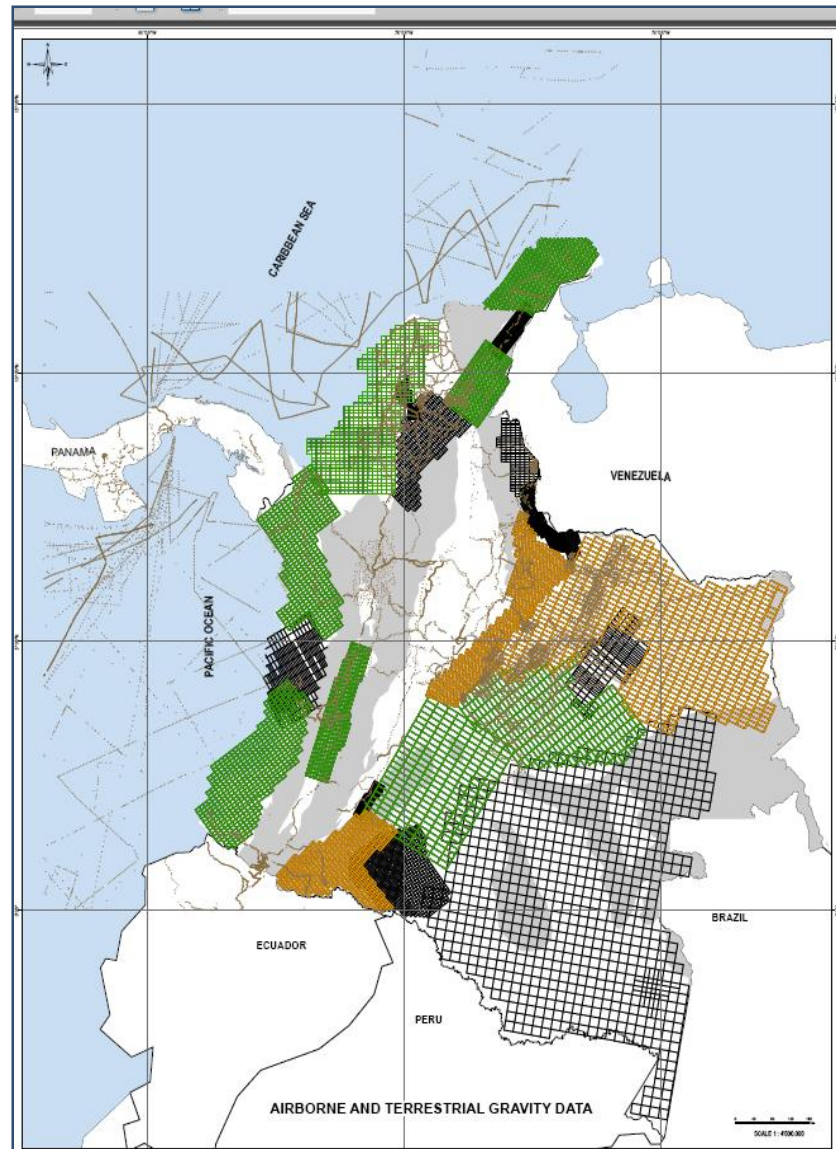 CARIBBEAN SEA
PANAMA
VENEZUELA
PACIFIC OCEAN
BRAZIL
ECUADOR
PERU
AIRBORNE AND TERRESTRIAL GRAVITY DATA